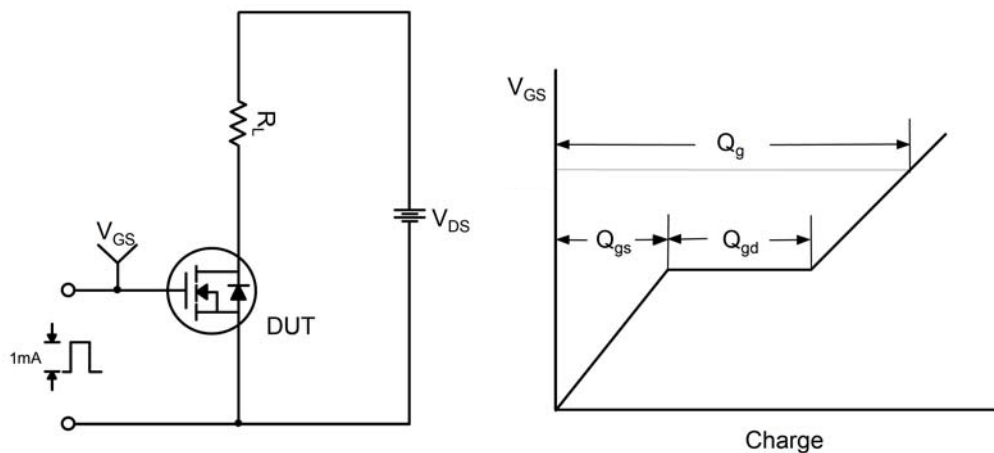 R_L
V_GS
V_DS
DUT
1mA
V_GS
Q_g
Q_gs
Q_gd
Charge